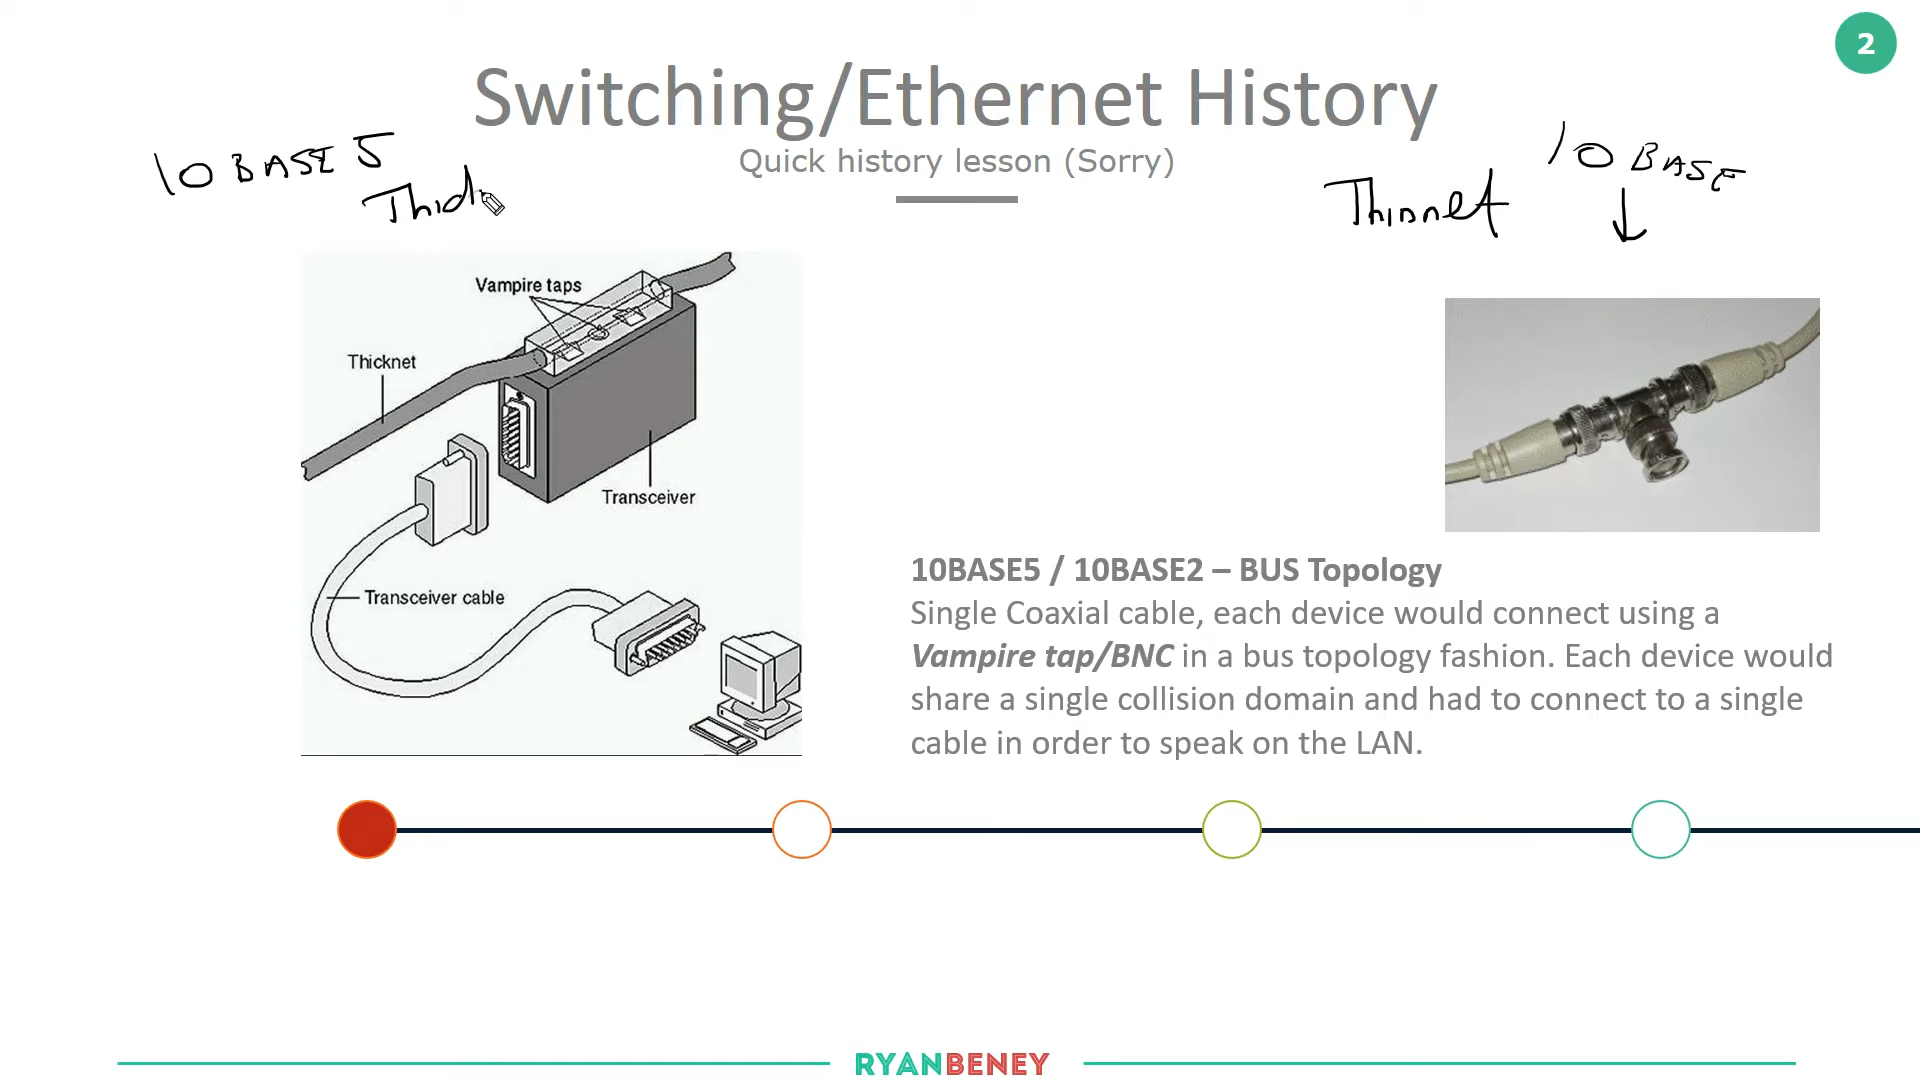 2
Switching/Ethernet History
Quick history lesson (Sorry)
10 BASE 5
Thick
Thinnet
10 BASE
Vampire taps
Thicknet
Transceiver
Transceiver cable
10BASE5 / 10BASE2 – BUS Topology
Single Coaxial cable, each device would connect using a
Vampire tap/BNC in a bus topology fashion. Each device would
share a single collision domain and had to connect to a single
cable in order to speak on the LAN.
RYANBENEY